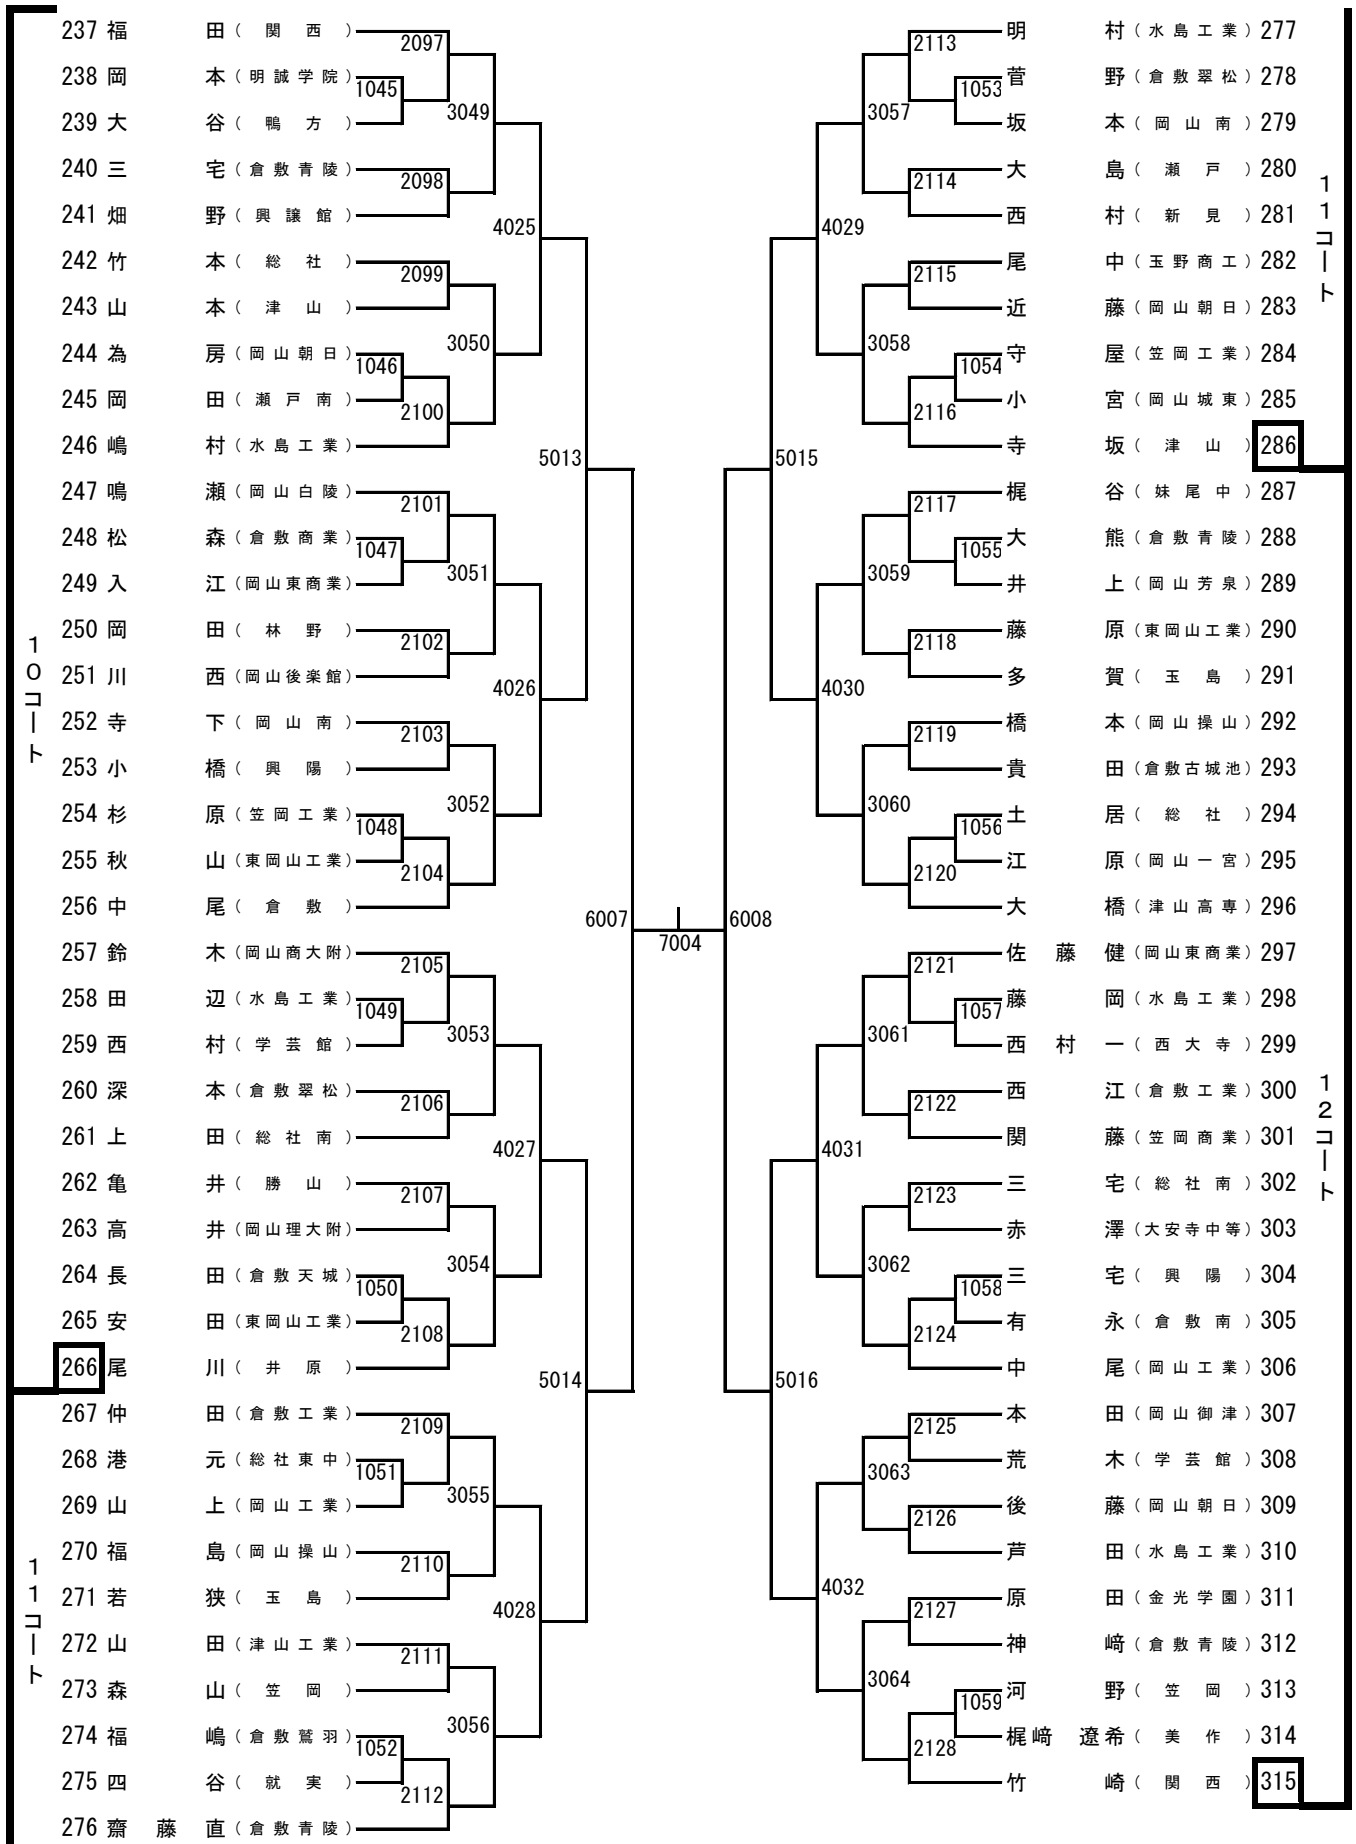 237 福田（関西）
238 岡本（明誠学院）
239 大谷（鴨方）
240 三宅（倉敷青陵）
241 畑野（興譲館）
242 竹本（総社）
243 山本（津山）
244 為房（岡山朝日）
245 岡田（瀬戸南）
246 嶋村（水島工業）
247 鳴瀬（岡山白陵）
248 松森（倉敷商業）
249 入江（岡山東商業）
250 岡田（林野）
251 川西（岡山後楽館）
252 寺下（岡山南）
253 小橋（興陽）
254 杉原（笠岡工業）
255 秋山（東岡山工業）
256 中尾（倉敷）
257 鈴木（岡山商大附）
258 田辺（水島工業）
259 西村（学芸館）
260 深本（倉敷翠松）
261 上田（総社南）
262 亀井（勝山）
263 高井（岡山理大附）
264 長田（倉敷天城）
265 安田（東岡山工業）
266 尾川（井原）
267 仲田（倉敷工業）
268 港元（総社東中）
269 山上（岡山工業）
270 福島（岡山操山）
271 若狭（玉島）
272 山田（津山工業）
273 森山（笠岡）
274 福嶋（倉敷鷲羽）
275 四谷（就実）
276 齋藤直（倉敷青陵）
10コート
11コート
1045
1046
1047
1048
1049
1050
1051
1052
2097
2098
2099
2100
2101
2102
2103
2104
2105
2106
2107
2108
2109
2110
2111
2112
3049
3050
3051
3052
3053
3054
3055
3056
4025
4026
4027
4028
5013
5014
6007
7004
6008
5015
5016
4029
4030
4031
4032
3057
3058
3059
3060
3061
3062
3063
3064
2113
2114
2115
2116
2117
2118
2119
2120
2121
2122
2123
2124
2125
2126
2127
2128
1053
1054
1055
1056
1057
1058
1059
明村（水島工業）277
菅野（倉敷翠松）278
坂本（岡山南）279
大島（瀬戸）280
西村（新見）281
尾中（玉野商工）282
近藤（岡山朝日）283
守屋（笠岡工業）284
小宮（岡山城東）285
寺坂（津山）286
梶谷（妹尾中）287
大熊（倉敷青陵）288
井上（岡山芳泉）289
藤原（東岡山工業）290
多賀（玉島）291
橋本（岡山操山）292
貴田（倉敷古城池）293
土居（総社）294
江原（岡山一宮）295
大橋（津山高専）296
佐藤健（岡山東商業）297
藤岡（水島工業）298
西村一（西大寺）299
西江（倉敷工業）300
関藤（笠岡商業）301
三宅（総社南）302
赤澤（大安寺中等）303
三宅（興陽）304
有永（倉敷南）305
中尾（岡山工業）306
本田（岡山御津）307
荒木（学芸館）308
後藤（岡山朝日）309
芦田（水島工業）310
原田（金光学園）311
神﨑（倉敷青陵）312
河野（笠岡）313
梶﨑遼希（美作）314
竹崎（関西）315
11コート
12コート